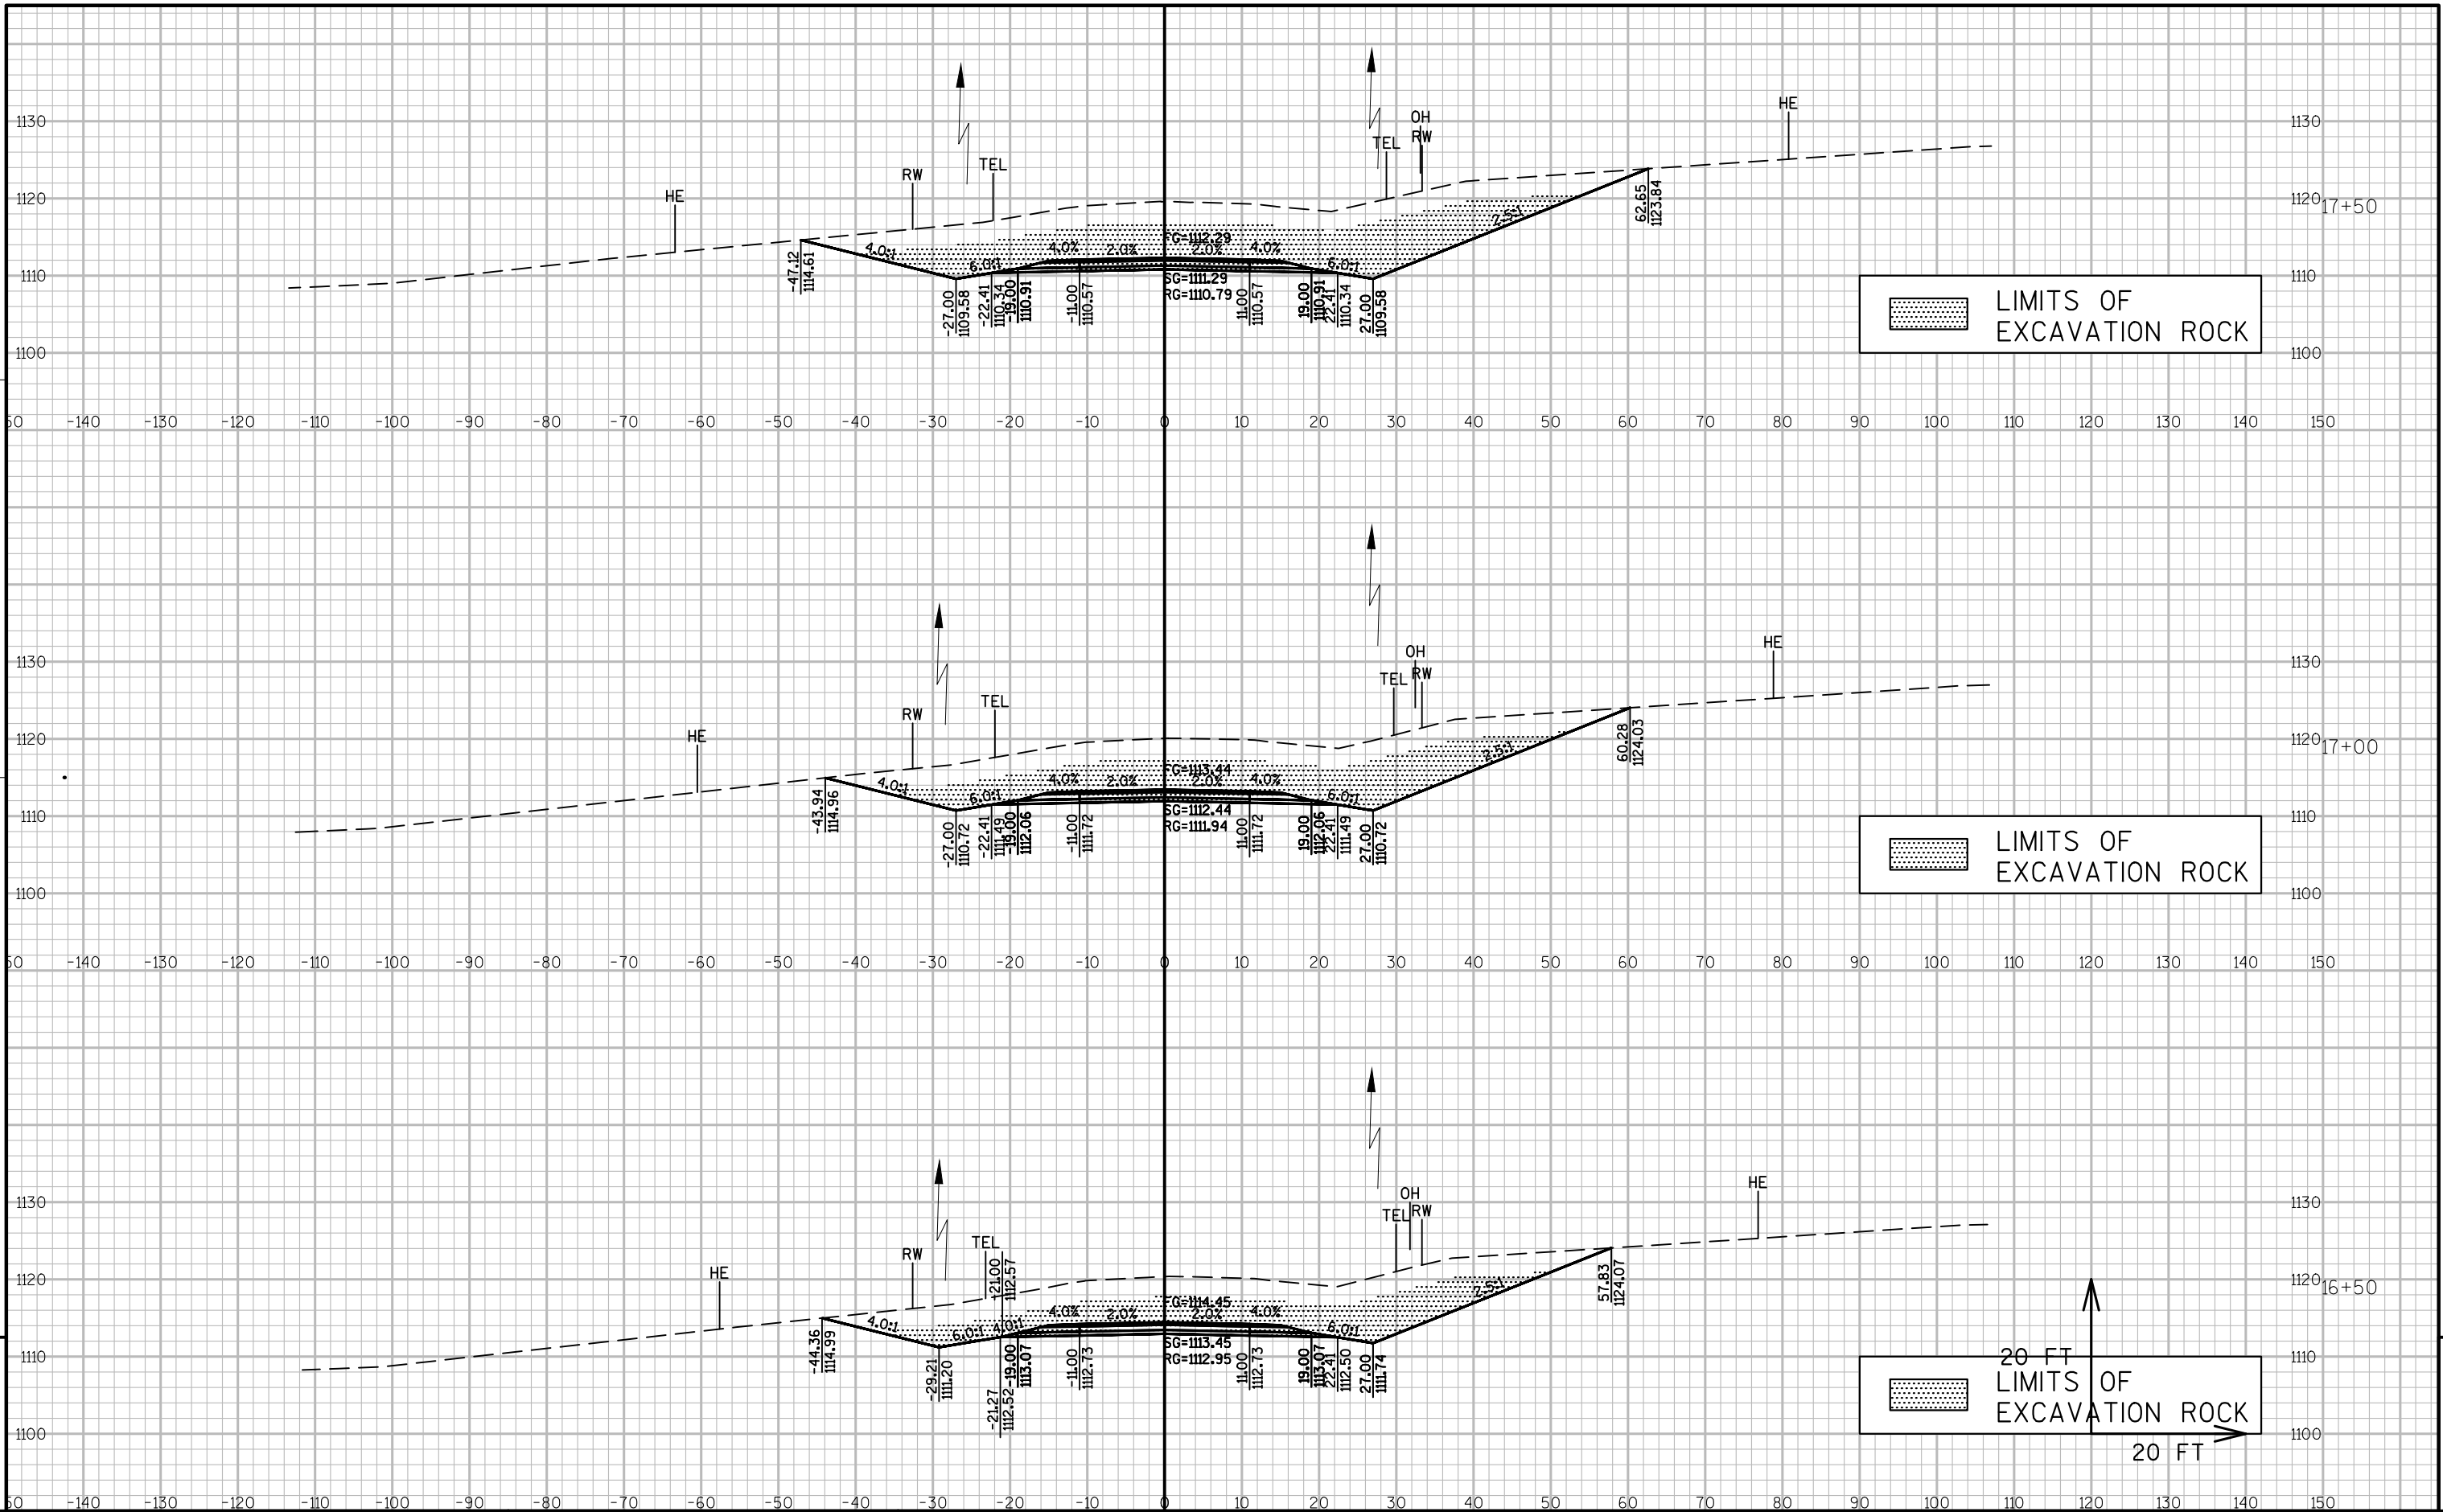 HE
RW
TEL
TEL
OH
RW
HE
1130
1130
1120
1120
17+50
1110
1110
1100
1100
4.0:1
6.0:1
4.0%
2.0%
FG=1112.29
2.0%
4.0%
6.0:1
2.5:1
SG=1111.29
RG=1110.79
-47.12
1114.61
-27.00
1109.58
-22.41
1110.34
-19.00
1110.91
-11.00
1110.57
11.00
1110.57
19.00
1110.91
22.41
1110.34
27.00
1109.58
62.65
1123.84
LIMITS OF
EXCAVATION ROCK
-140 -130 -120 -110 -100 -90 -80 -70 -60 -50 -40 -30 -20 -10 0 10 20 30 40 50 60 70 80 90 100 110 120 130 140 150
HE
RW
TEL
TEL
OH
RW
HE
1130
1130
1120
1120
17+00
1110
1110
1100
1100
4.0:1
6.0:1
4.0%
2.0%
FG=1113.44
2.0%
4.0%
6.0:1
2.5:1
SG=1112.44
RG=1111.94
-43.94
1114.96
-27.00
1110.72
-22.41
1111.49
-19.00
1112.06
-11.00
1111.72
11.00
1111.72
19.00
1112.06
22.41
1111.49
27.00
1110.72
60.28
1124.03
LIMITS OF
EXCAVATION ROCK
-140 -130 -120 -110 -100 -90 -80 -70 -60 -50 -40 -30 -20 -10 0 10 20 30 40 50 60 70 80 90 100 110 120 130 140 150
HE
RW
TEL
-21.00
1112.57
TEL
OH
RW
HE
1130
1130
1120
1120
16+50
1110
1110
1100
1100
4.0:1
6.0:1
4.0:1
4.0%
2.0%
FG=1114.45
2.0%
4.0%
6.0:1
2.5:1
SG=1113.45
RG=1112.95
-44.36
1114.99
-29.21
1111.20
-21.27
1112.52
-19.00
1113.07
-11.00
1112.73
11.00
1112.73
19.00
1113.07
22.41
1112.50
27.00
1111.74
57.83
1124.07
20 FT
LIMITS OF
EXCAVATION ROCK
20 FT
-140 -130 -120 -110 -100 -90 -80 -70 -60 -50 -40 -30 -20 -10 0 10 20 30 40 50 60 70 80 90 100 110 120 130 140 150